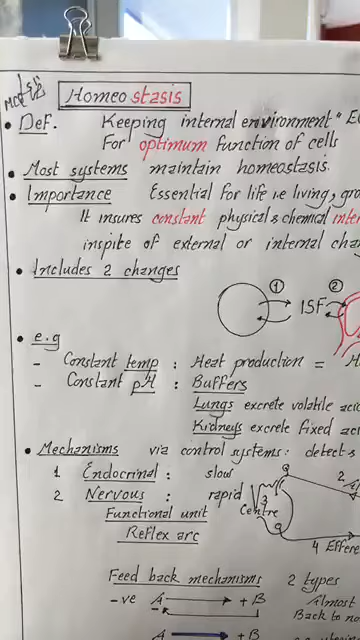 Homeostasis
• Def. Keeping internal environment "
For optimum function of cells
• Most systems maintain homeostasis.
• Importance Essential for life i.e living,
It insures constant physical & chemical
inspite of external or internal
• Includes 2 changes
① ②
ISF
• e.g
- Constant temp : Heat production =
- Constant pH : Buffers
Lungs excrete volatile
Kidneys excrete fixed
• Mechanisms via control systems: detect
1 Endocrinal : slow
2 Nervous : rapid
Functional unit
Reflex arc
2
3
Centre
4
Feed back mechanisms 2 types
-ve A → + B Almost
Back to
A → + B